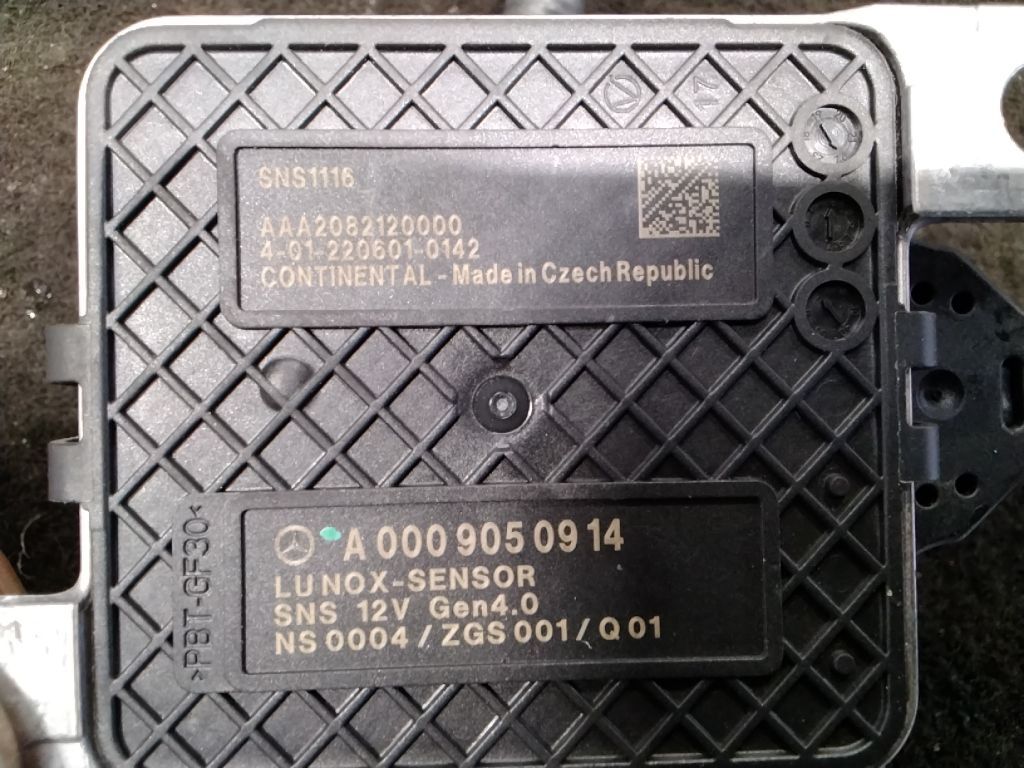 17
SNS1116
AAA2082120000
4-01-220601-0142
CONTINENTAL - Made in Czech Republic
A 000 905 09 14
LU NOX-SENSOR
SNS 12V Gen4.0
NS 0004 / ZGS 001 / Q 01
>PBT-GF30<